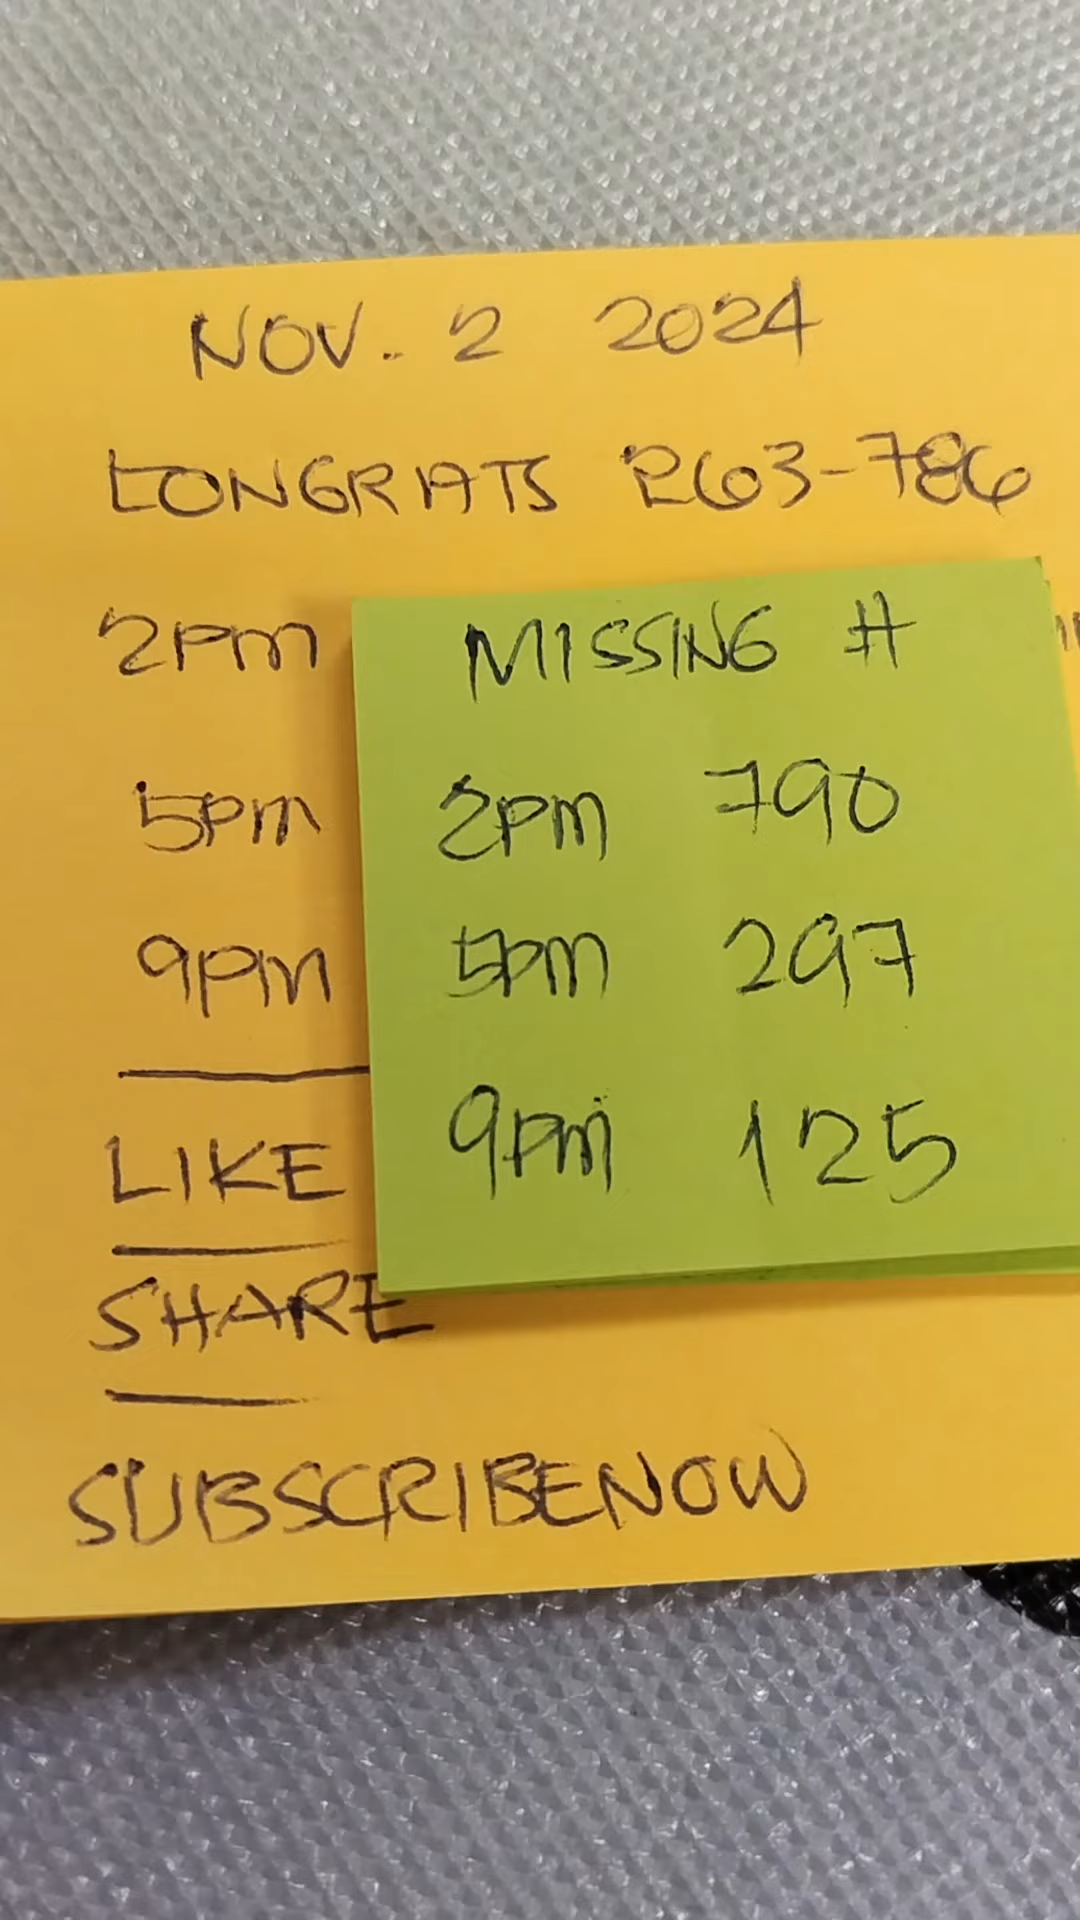 NOV. 2 2024
CONGRATS 263-786
2pm
5pm
9pm
LIKE
SHARE
SUBSCRIBENOW
MISSING #
2pm 790
5pm 297
9pm 125